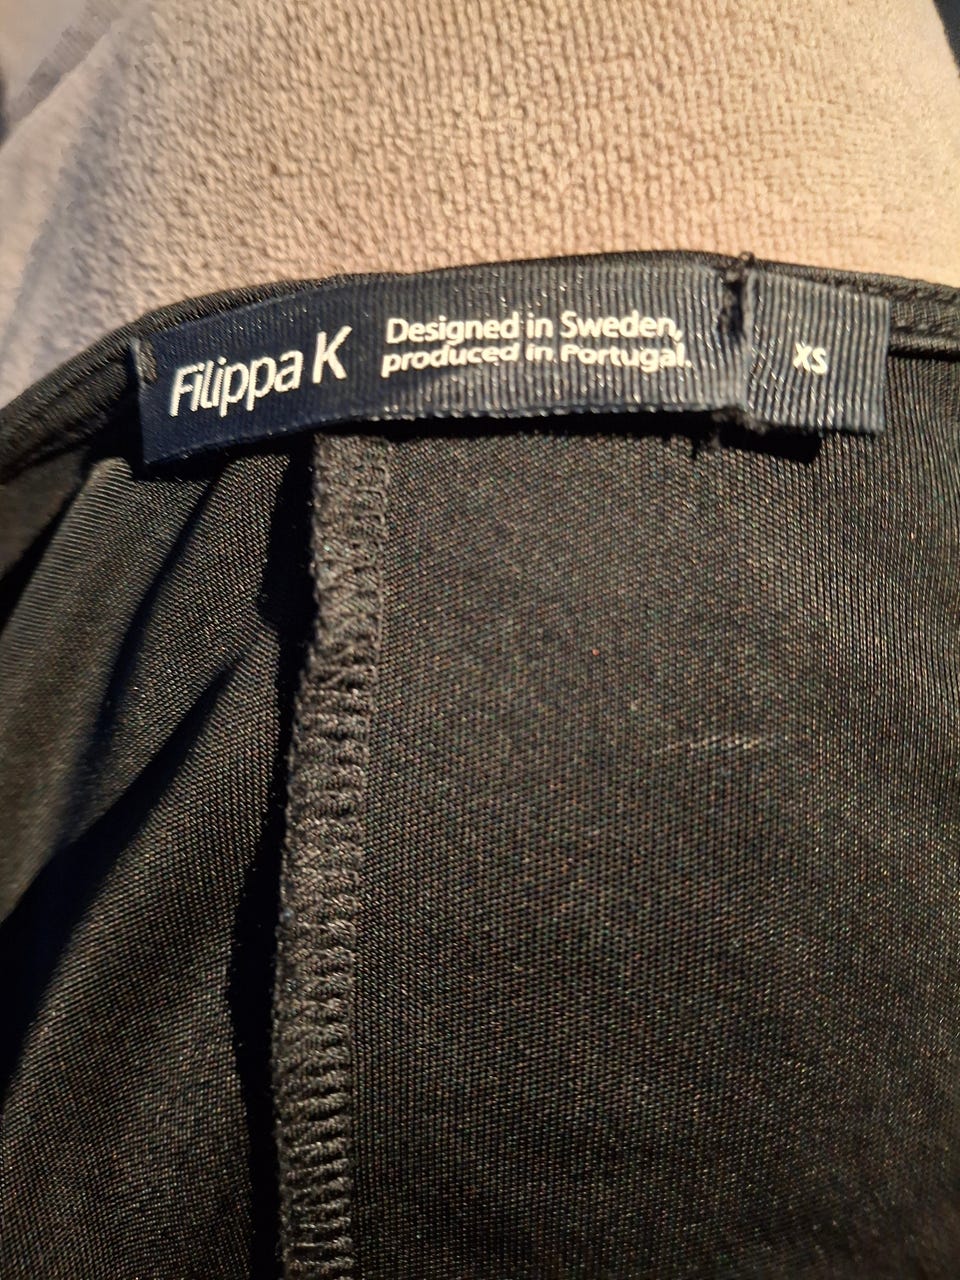 Filippa K
Designed in Sweden,
produced in Portugal.
XS